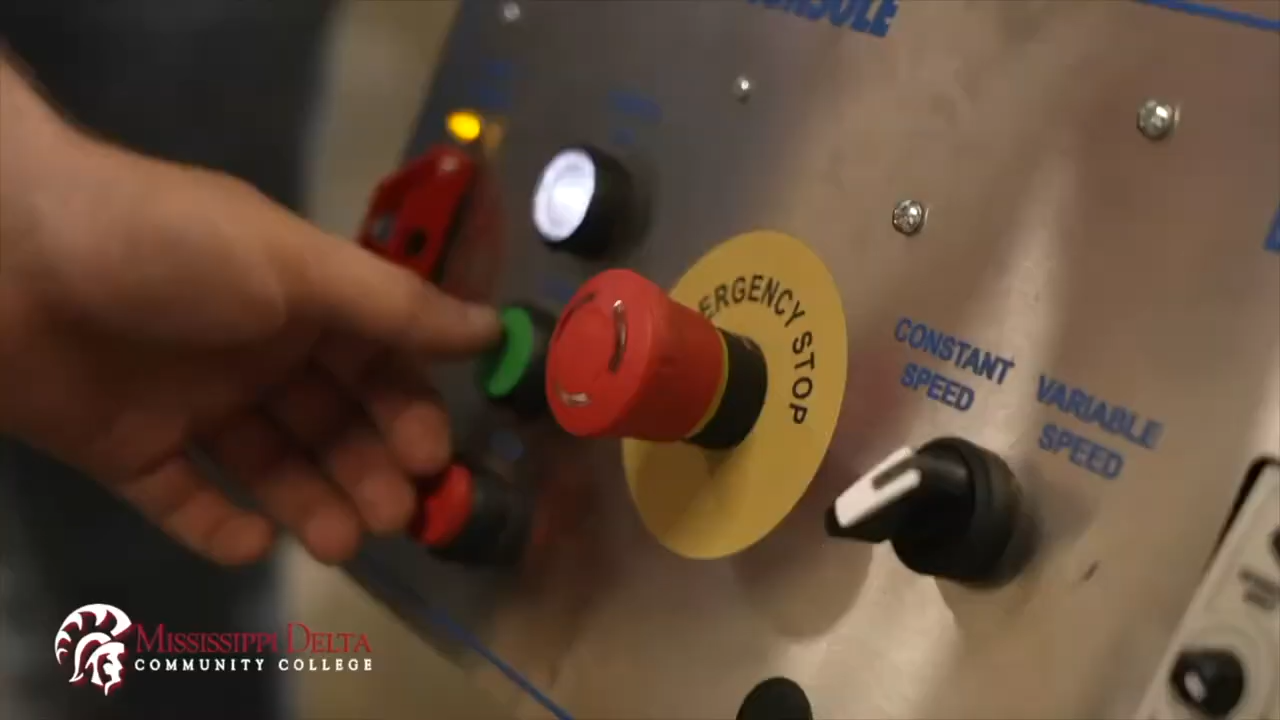 ERGENCY STOP
CONSTANT
SPEED
VARIABLE
SPEED
MISSISSIPPI DELTA
COMMUNITY COLLEGE